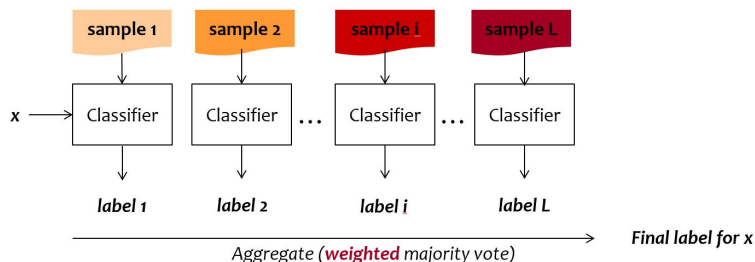 sample 1 sample 2 sample i sample L
x Classifier Classifier ... Classifier ... Classifier
label 1 label 2 label i label L
Final label for x
Aggregate (weighted majority vote)